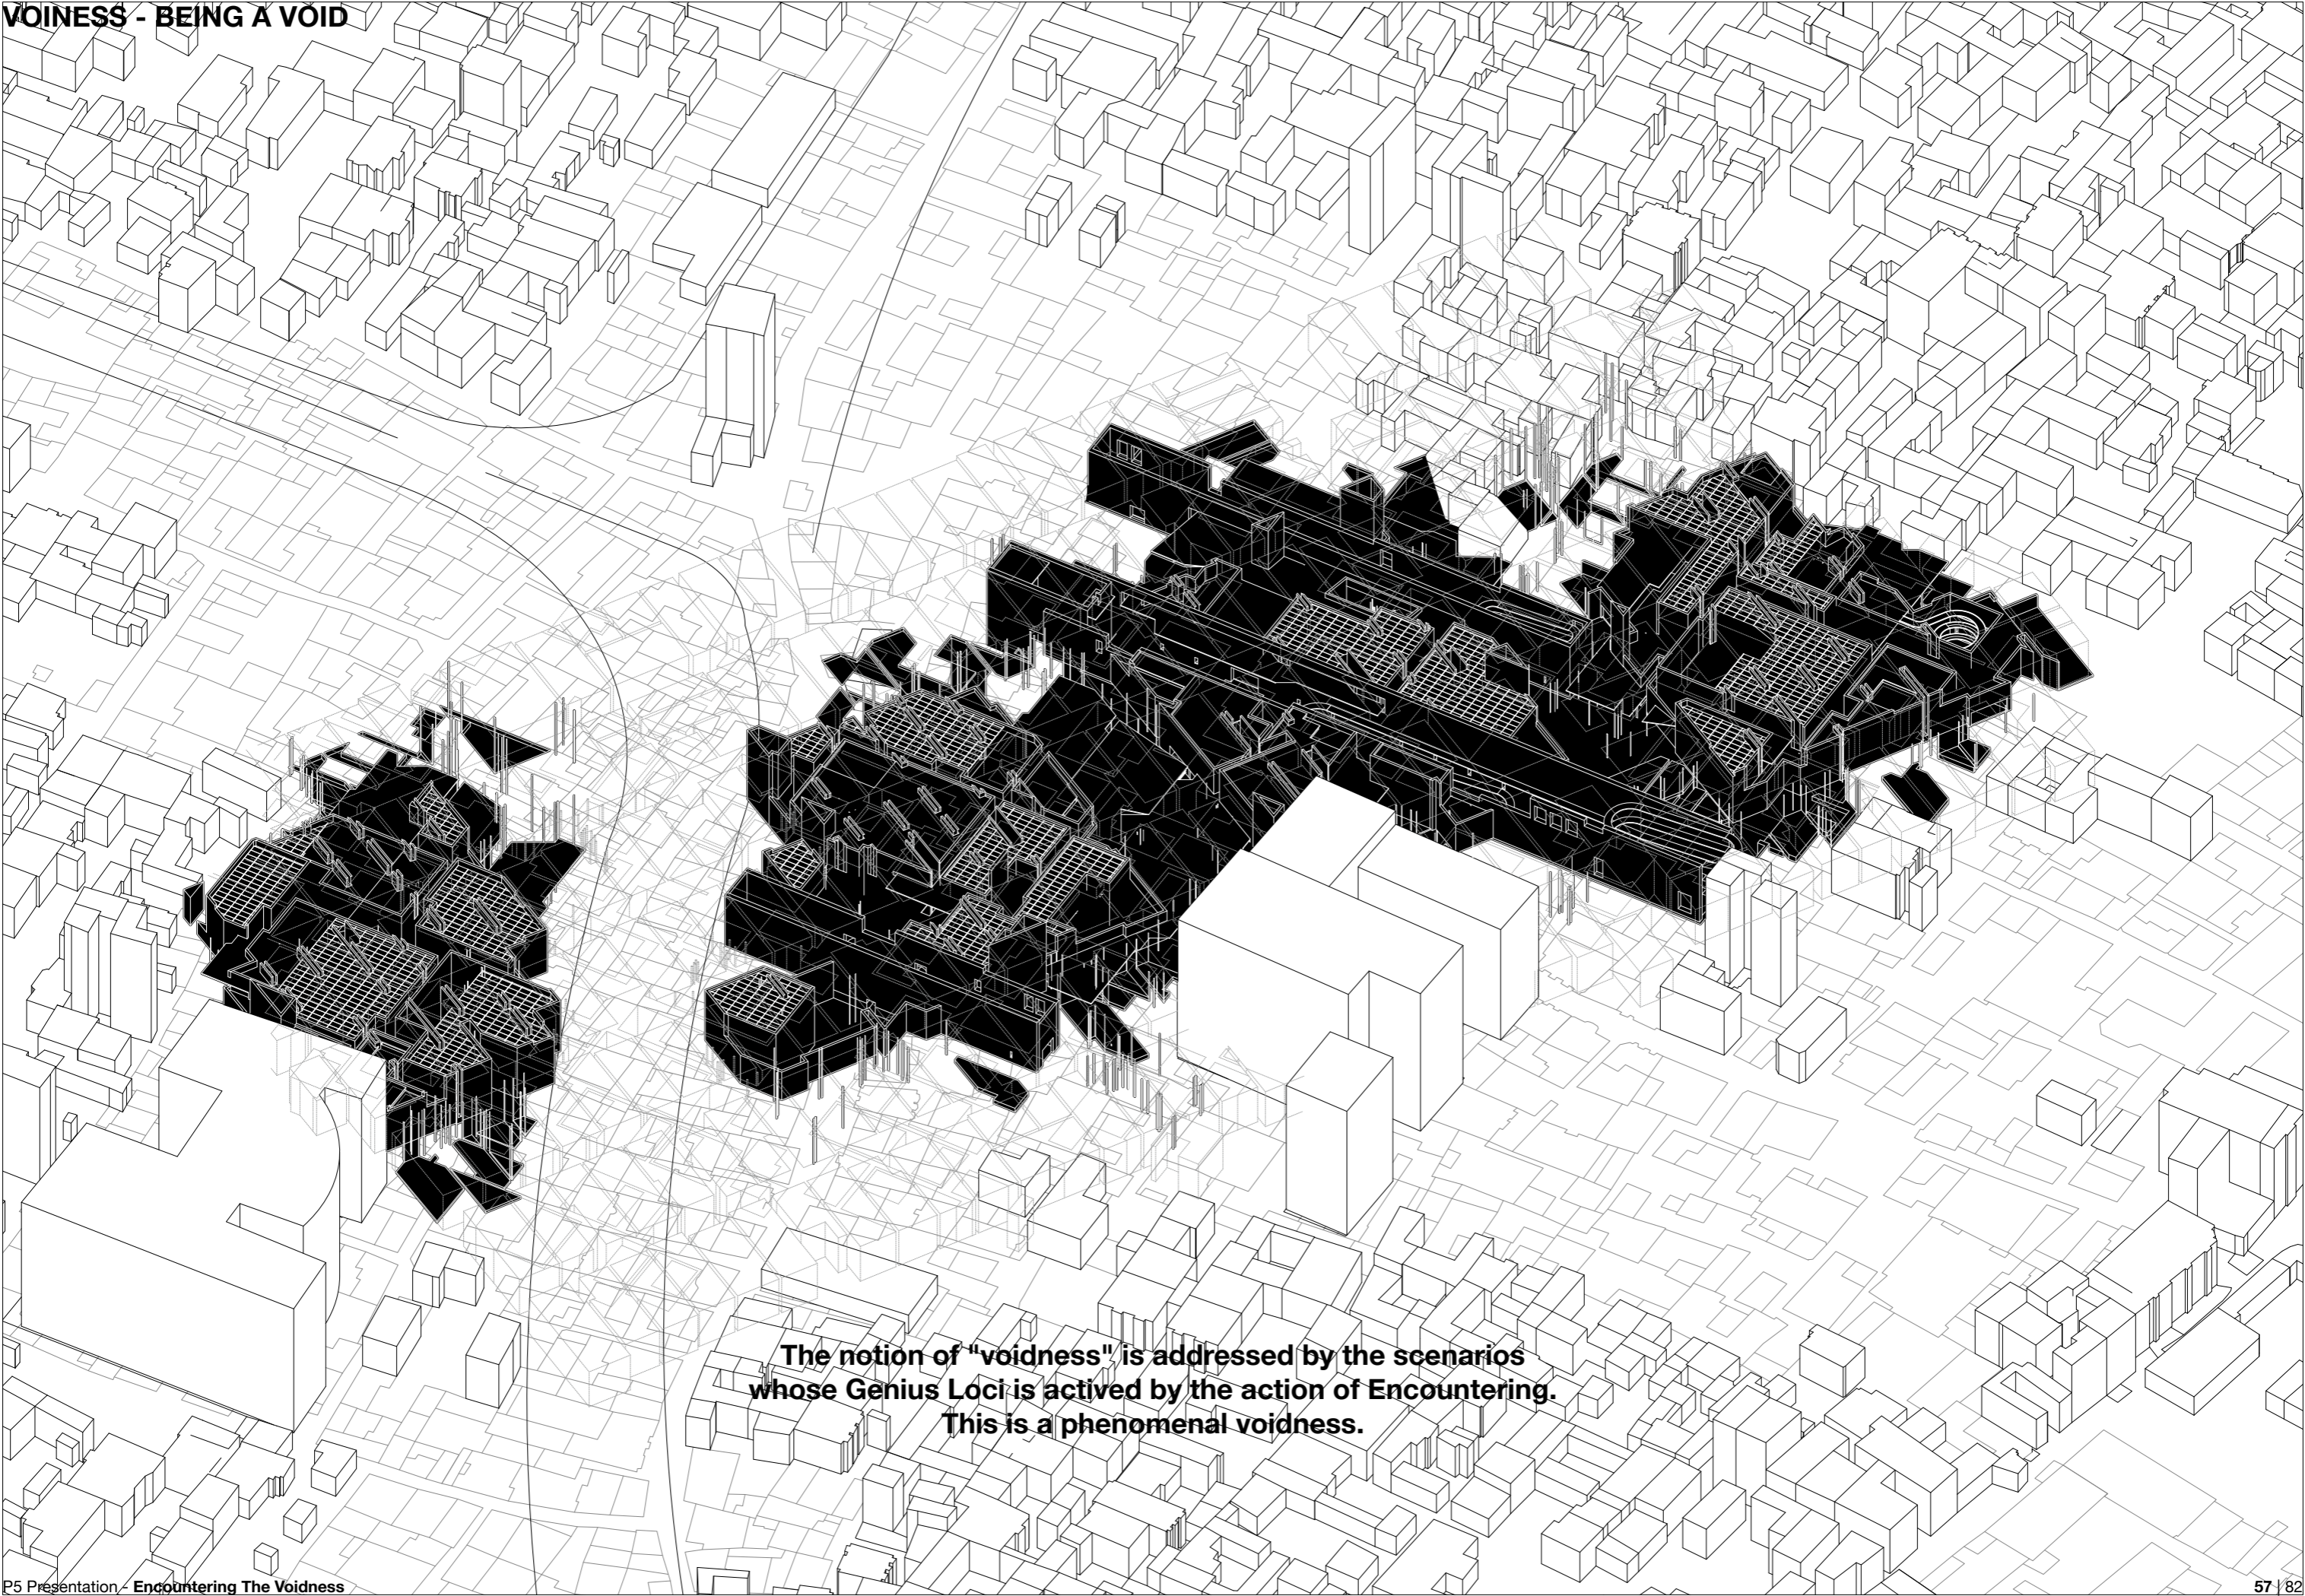 VOINESS - BEING A VOID
The notion of "voidness" is addressed by the scenarios
whose Genius Loci is actived by the action of Encountering.
This is a phenomenal voidness.
P5 Presentation - Encountering The Voidness
57 | 82